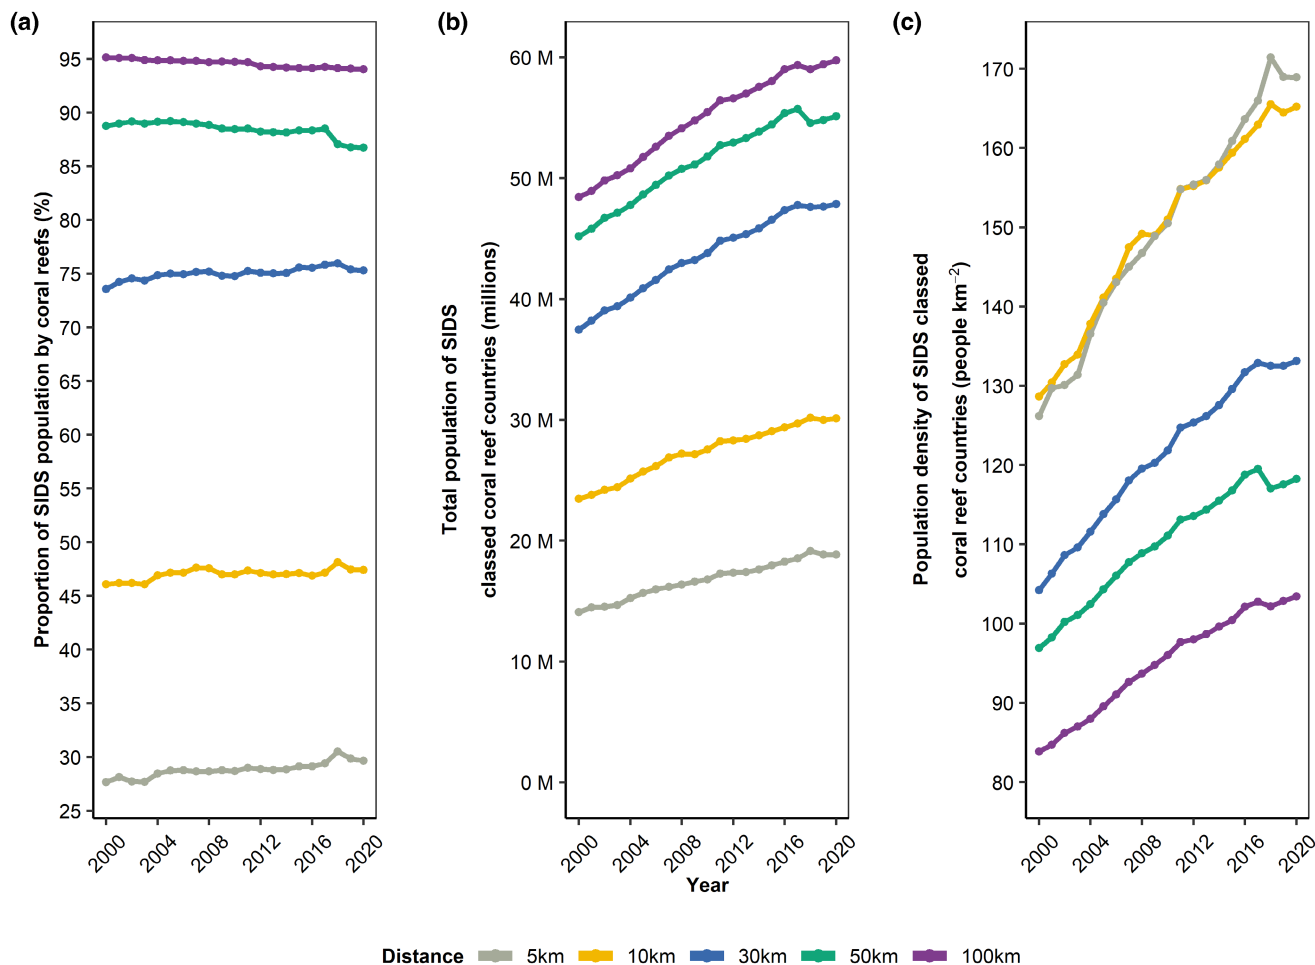 (a)
(b)
(c)
Proportion of SIDS population by coral reefs (%)
95
90
85
80
75
70
65
60
55
50
45
40
35
30
25
2000
2004
2008
2012
2016
2020
Total population of SIDS
classed coral reef countries (millions)
60 M
50 M
40 M
30 M
20 M
10 M
0 M
2000
2004
2008
2012
2016
2020
Year
Population density of SIDS classed
coral reef countries (people km⁻²)
170
160
150
140
130
120
110
100
90
80
2000
2004
2008
2012
2016
2020
Distance 5km 10km 30km 50km 100km